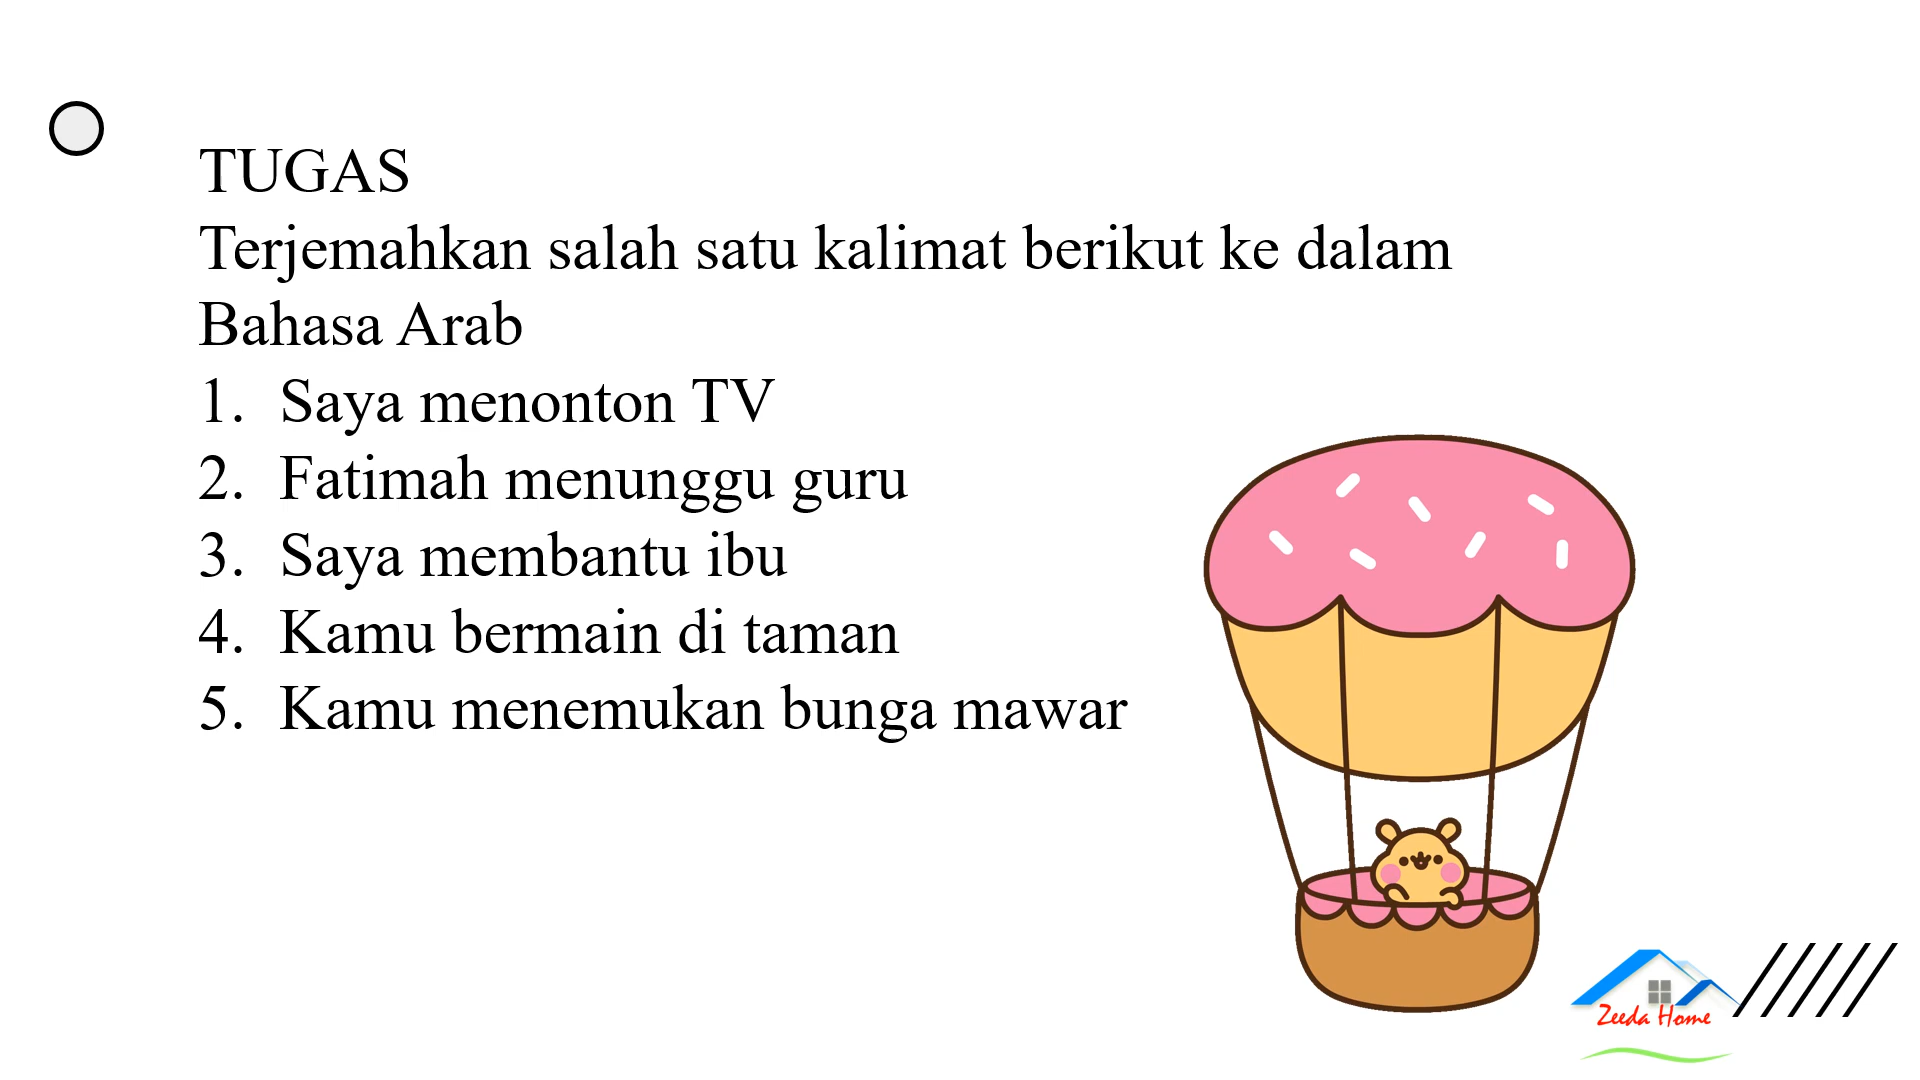 TUGAS
Terjemahkan salah satu kalimat berikut ke dalam
Bahasa Arab
1. Saya menonton TV
2. Fatimah menunggu guru
3. Saya membantu ibu
4. Kamu bermain di taman
5. Kamu menemukan bunga mawar
Zeeda Home